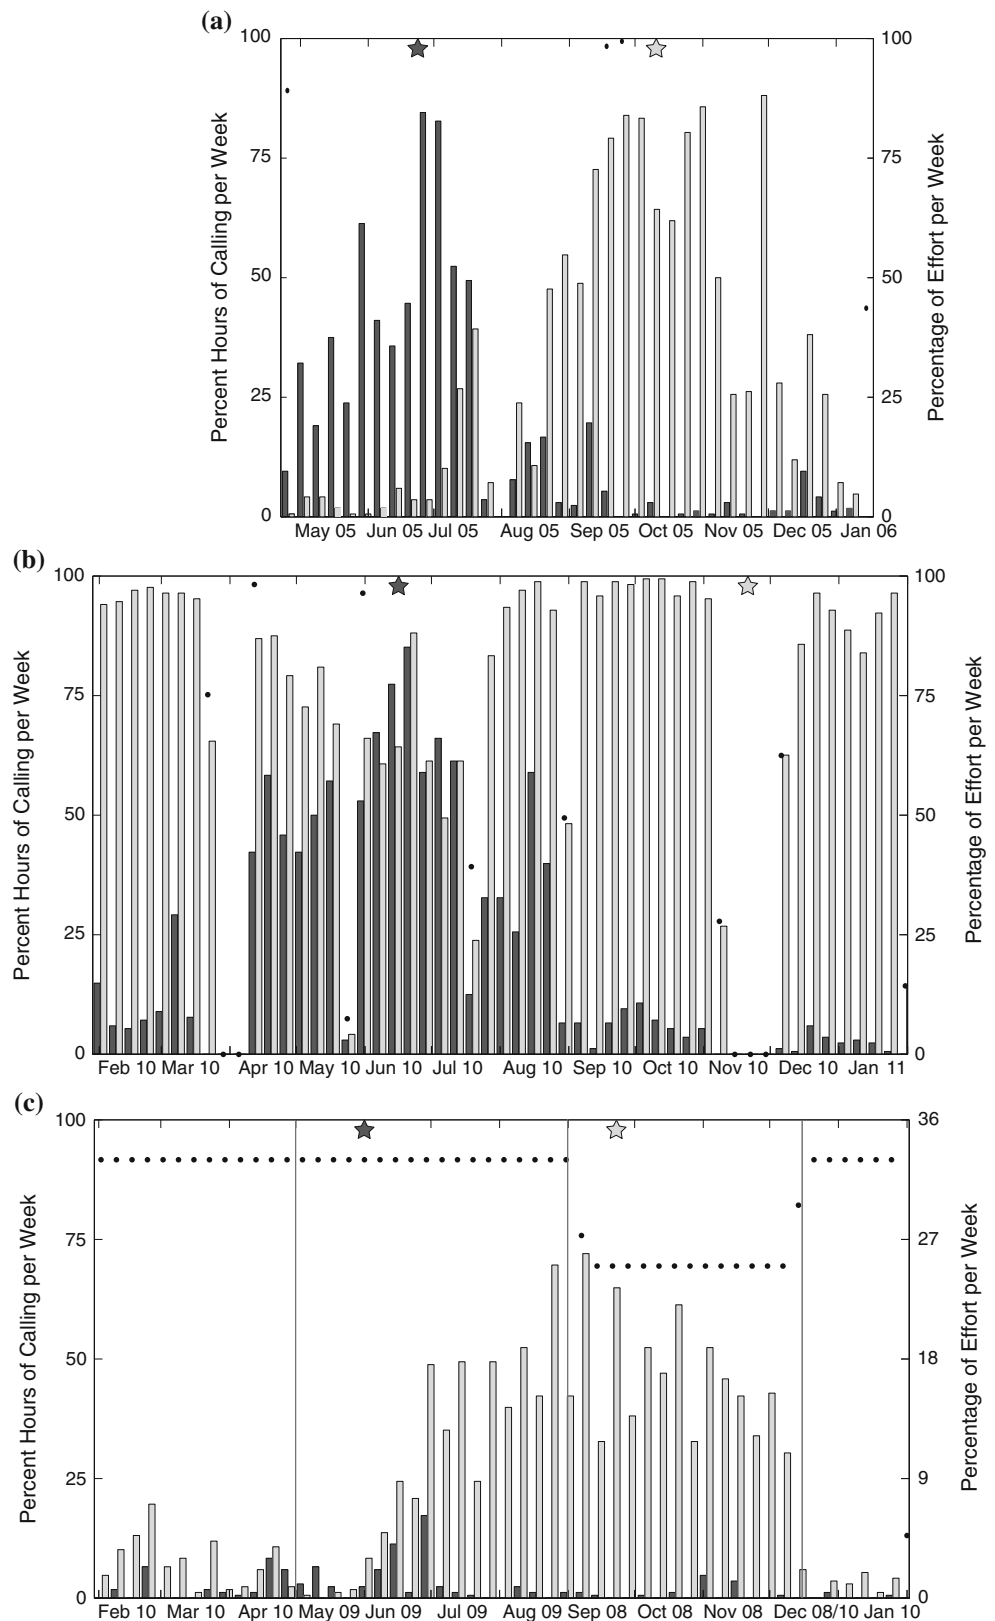 (a)
100
75
50
25
0
Percent Hours of Calling per Week
100
75
50
25
0
Percentage of Effort per Week
May 05 Jun 05 Jul 05 Aug 05 Sep 05 Oct 05 Nov 05 Dec 05 Jan 06
(b)
100
75
50
25
0
Percent Hours of Calling per Week
100
75
50
25
0
Percentage of Effort per Week
Feb 10 Mar 10 Apr 10 May 10 Jun 10 Jul 10 Aug 10 Sep 10 Oct 10 Nov 10 Dec 10 Jan 11
(c)
100
75
50
25
0
Percent Hours of Calling per Week
36
27
18
9
0
Percentage of Effort per Week
Feb 10 Mar 10 Apr 10 May 09 Jun 09 Jul 09 Aug 09 Sep 08 Oct 08 Nov 08 Dec 08/10 Jan 10